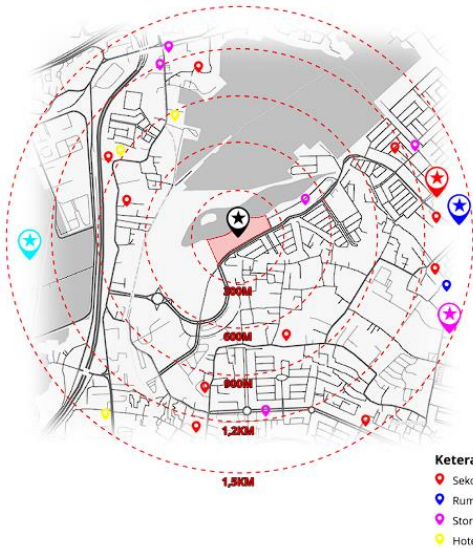 300M
600M
900M
1,2KM
1,5KM
Ketera
Seko
Rum
Stor
Hote